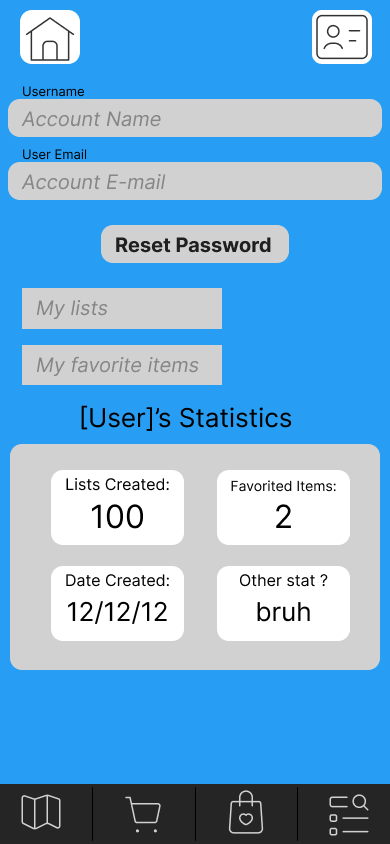 Username
Account Name
User Email
Account E-mail
Reset Password
My lists
My favorite items
[User]’s Statistics
Lists Created:
100
Favorited Items:
2
Date Created:
12/12/12
Other stat ?
bruh